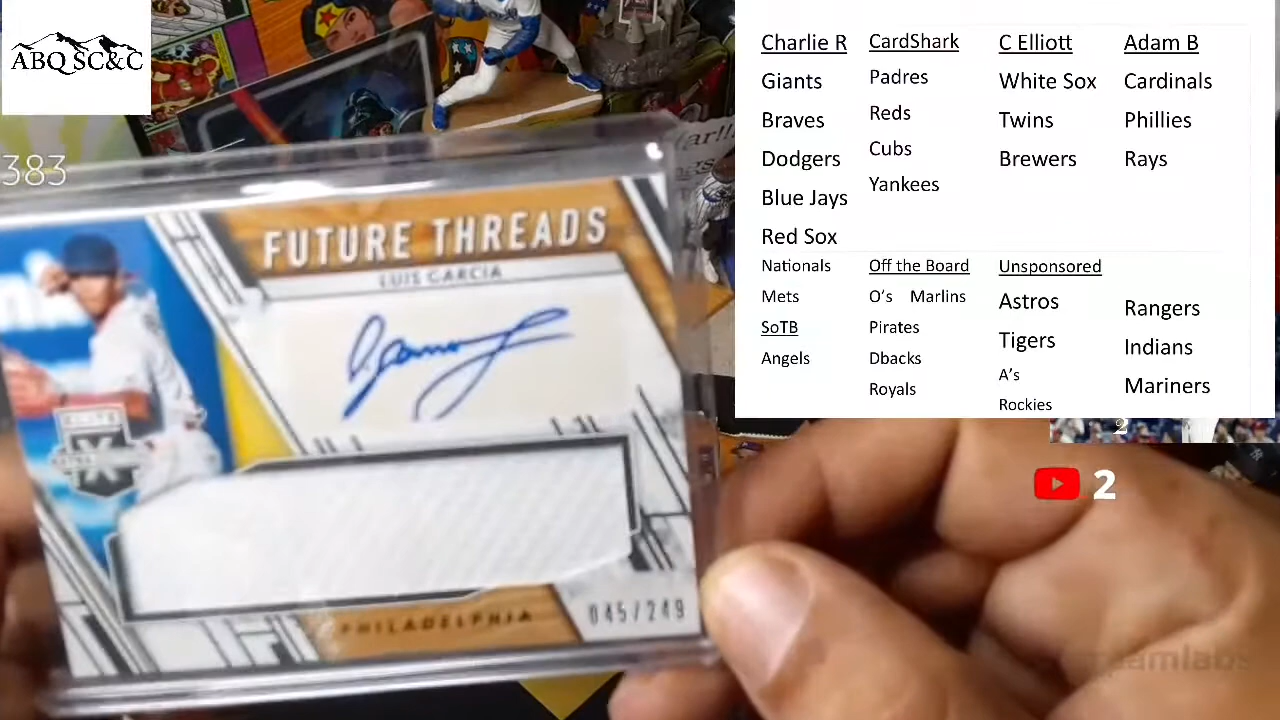 ABQ SC&C
383
FUTURE THREADS
LUIS GARCIA
PHILADELPHIA
045/249
Charlie R
Giants
Braves
Dodgers
Blue Jays
Red Sox
Nationals
Mets
SoTB
Angels
CardShark
Padres
Reds
Cubs
Yankees
Off the Board
O's Marlins
Pirates
Dbacks
Royals
C Elliott
White Sox
Twins
Brewers
Unsponsored
Astros
Tigers
A's
Rockies
Adam B
Cardinals
Phillies
Rays
Rangers
Indians
Mariners
2
2